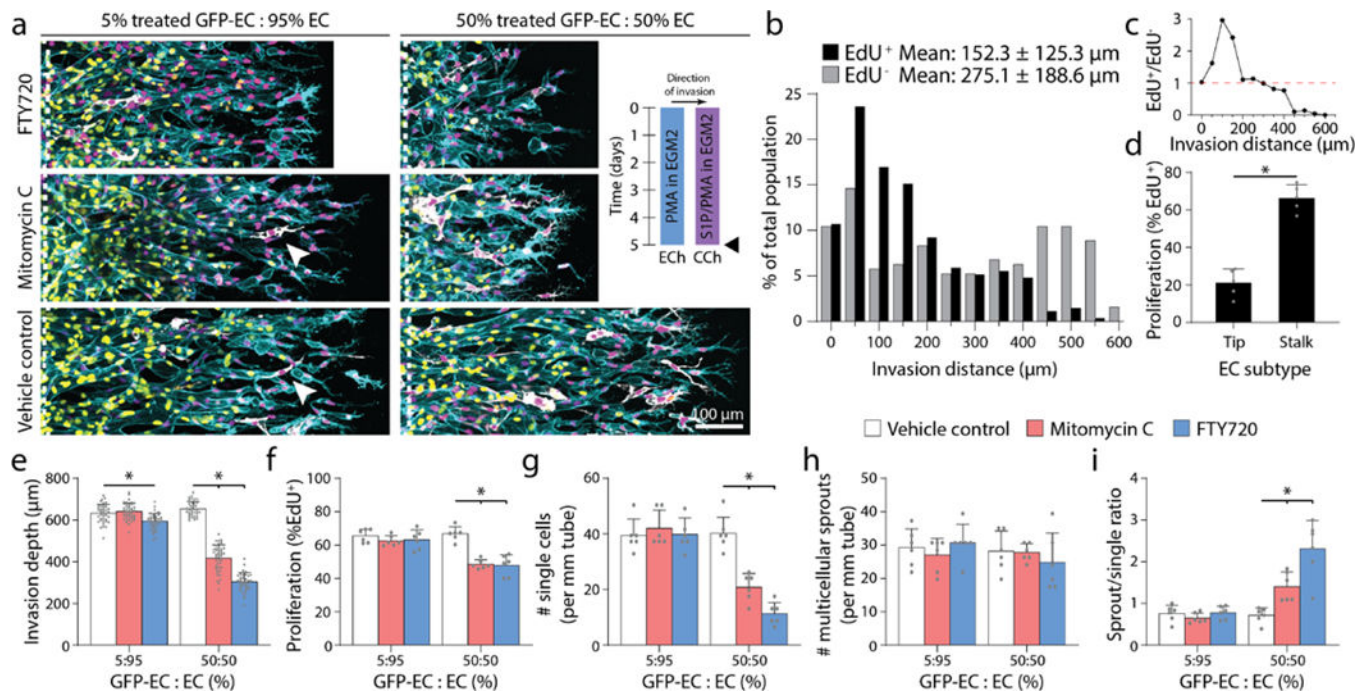 a
5% treated GFP-EC : 95% EC
50% treated GFP-EC : 50% EC
FTY720
Mitomycin C
Vehicle control
Direction
of invasion
Time (days)
0
1
2
3
4
5
PMA in EGM2
S1P/PMA in EGM2
ECh
CCh
100 µm
b
EdU+ Mean: 152.3 ± 125.3 µm
EdU- Mean: 275.1 ± 188.6 µm
% of total population
25
20
15
10
5
0
0 100 200 300 400 500 600
Invasion distance (µm)
c
EdU+/EdU-
3
2
1
0
0 200 400 600
Invasion distance (µm)
d
Proliferation (% EdU+)
80
60
40
20
0
*
Tip Stalk
EC subtype
Vehicle control Mitomycin C FTY720
e
Invasion depth (µm)
800
600
400
200
0
* *
5:95 50:50
GFP-EC : EC (%)
f
Proliferation (%EdU+)
100
80
60
40
20
0
*
5:95 50:50
GFP-EC : EC (%)
g
# single cells
(per mm tube)
60
40
20
0
*
5:95 50:50
GFP-EC : EC (%)
h
# multicellular sprouts
(per mm tube)
50
40
30
20
10
0
5:95 50:50
GFP-EC : EC (%)
i
Sprout/single ratio
4
3
2
1
0
*
5:95 50:50
GFP-EC : EC (%)